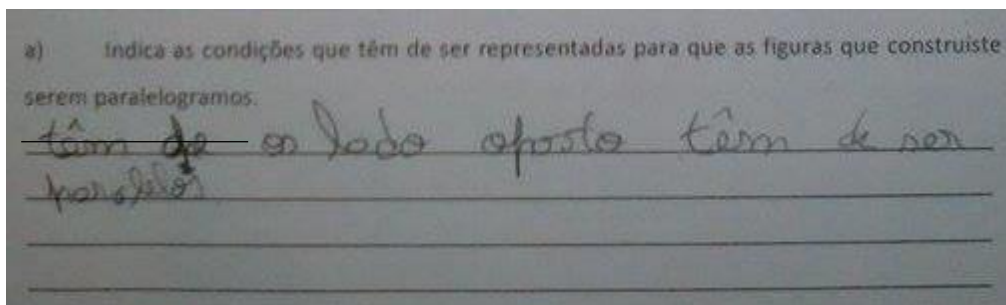 a) Indica as condições que têm de ser representadas para que as figuras que construíste
serem paralelogramos.
têm de os lado oposto têm de ser
paralelos